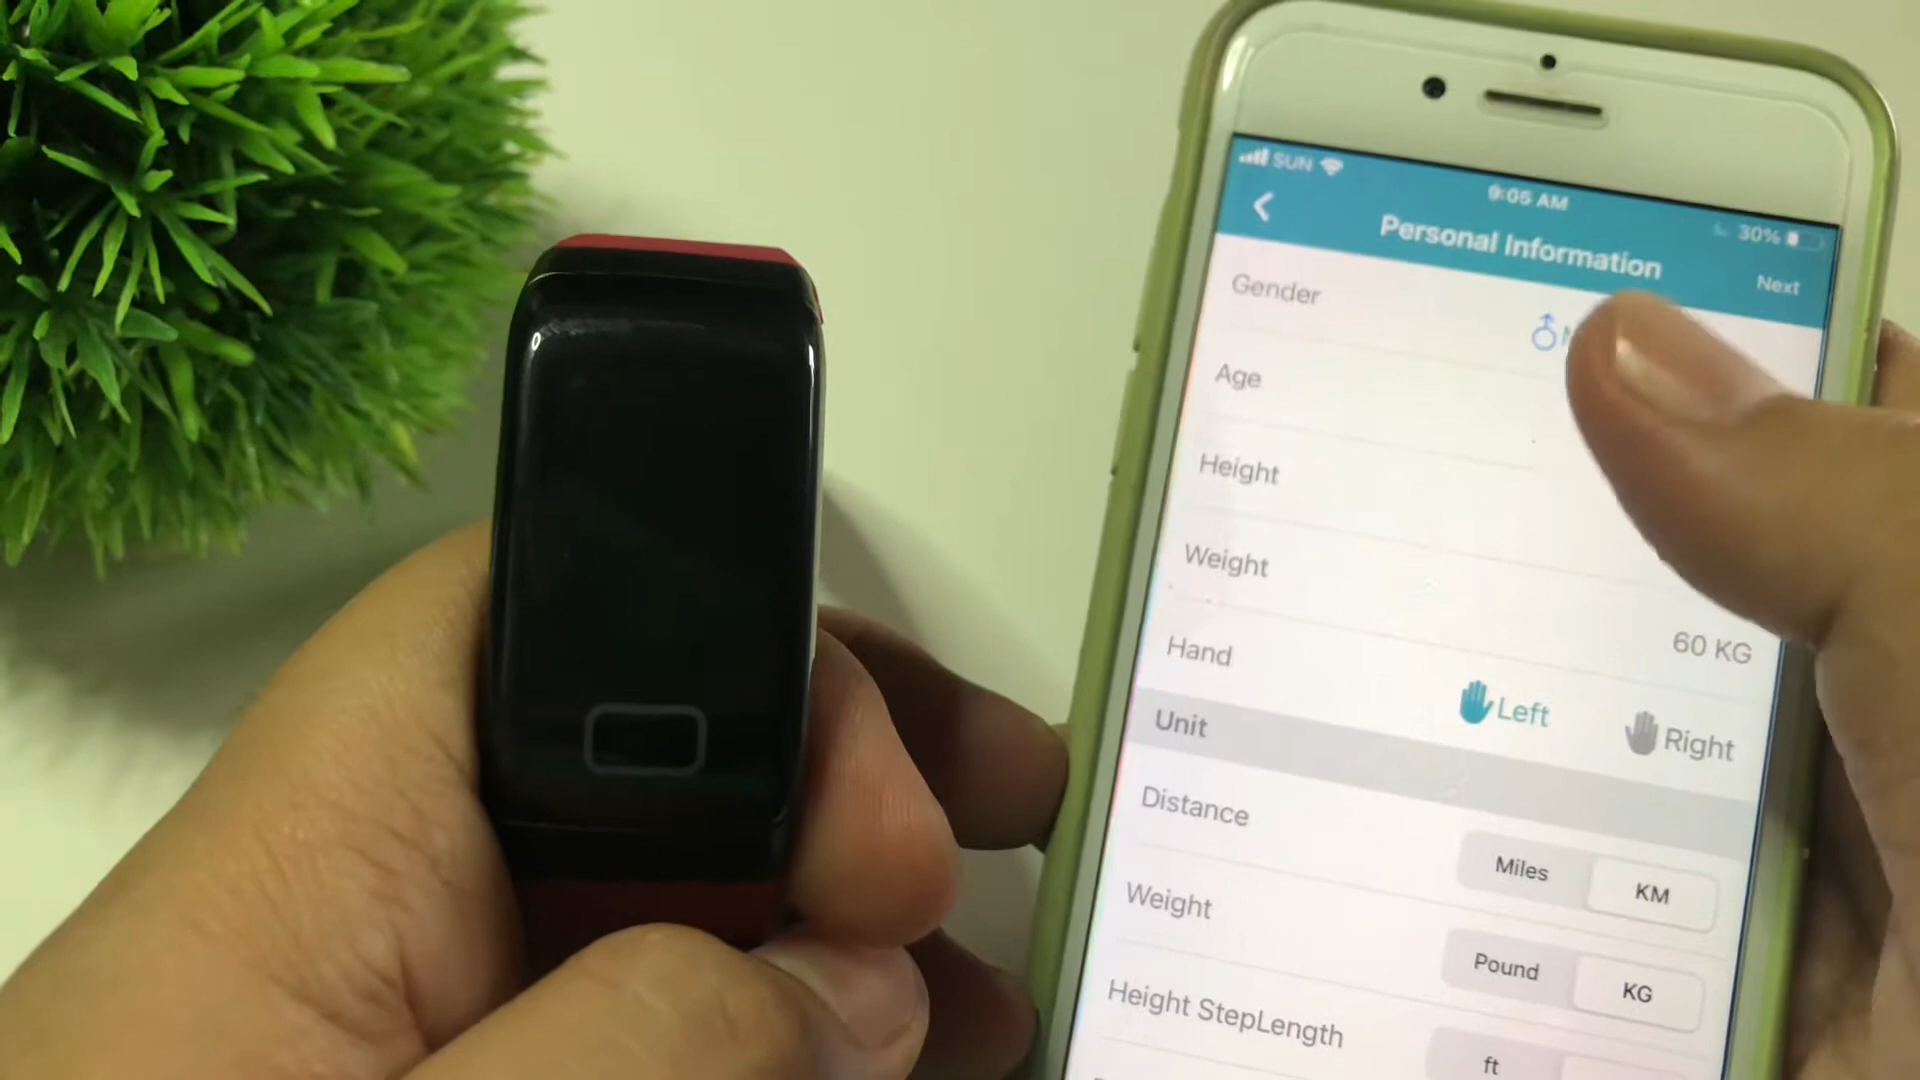 SUN
9:05 AM
30%
Personal Information
Next
Gender
Age
Height
Weight
60 KG
Hand
Left
Right
Unit
Distance
Miles
KM
Weight
Pound
KG
Height StepLength
ft